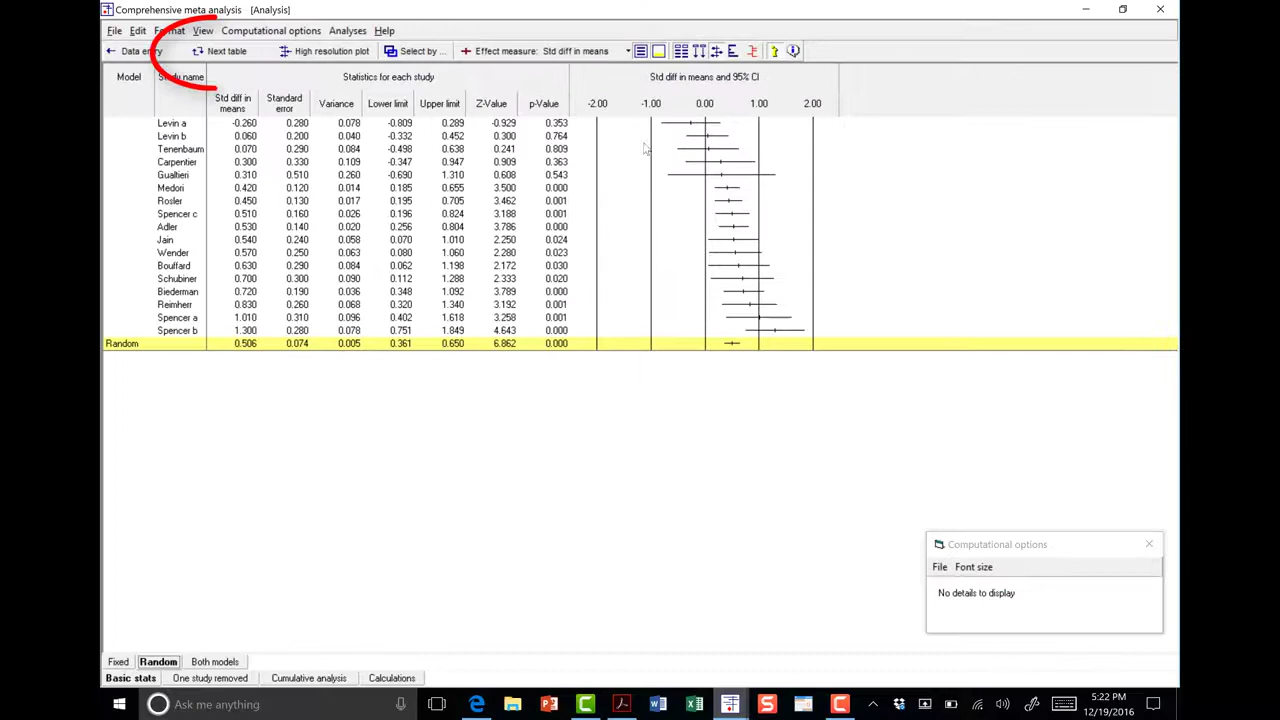 Comprehensive meta analysis - [Analysis]
File Edit Format View Computational options Analyses Help
Data entry Next table High resolution plot Select by ... Effect measure: Std diff in means
Model Study name Statistics for each study Std diff in means and 95% CI
Std diff in means Standard error Variance Lower limit Upper limit Z-Value p-Value -2.00 -1.00 0.00 1.00 2.00
Levin a -0.260 0.280 0.078 -0.809 0.289 -0.929 0.353
Levin b 0.060 0.200 0.040 -0.332 0.452 0.300 0.764
Tenenbaum 0.070 0.290 0.084 -0.498 0.638 0.241 0.809
Carpentier 0.300 0.330 0.109 -0.347 0.947 0.909 0.363
Gualtieri 0.310 0.510 0.260 -0.690 1.310 0.608 0.543
Medori 0.420 0.120 0.014 0.185 0.655 3.500 0.000
Rosler 0.450 0.130 0.017 0.195 0.705 3.462 0.001
Spencer c 0.510 0.160 0.026 0.196 0.824 3.188 0.001
Adler 0.530 0.140 0.020 0.256 0.804 3.786 0.000
Jain 0.540 0.240 0.058 0.070 1.010 2.250 0.024
Wender 0.570 0.250 0.063 0.080 1.060 2.280 0.023
Bouffard 0.630 0.290 0.084 0.062 1.198 2.172 0.030
Schubiner 0.700 0.300 0.090 0.112 1.288 2.333 0.020
Biederman 0.720 0.190 0.036 0.348 1.092 3.789 0.000
Reimherr 0.830 0.260 0.068 0.320 1.340 3.192 0.001
Spencer a 1.010 0.310 0.096 0.402 1.618 3.258 0.001
Spencer b 1.300 0.280 0.078 0.751 1.849 4.643 0.000
Random 0.506 0.074 0.005 0.361 0.650 6.862 0.000
Computational options
File Font size
No details to display
Fixed Random Both models
Basic stats One study removed Cumulative analysis Calculations
Ask me anything
5:22 PM
12/19/2016